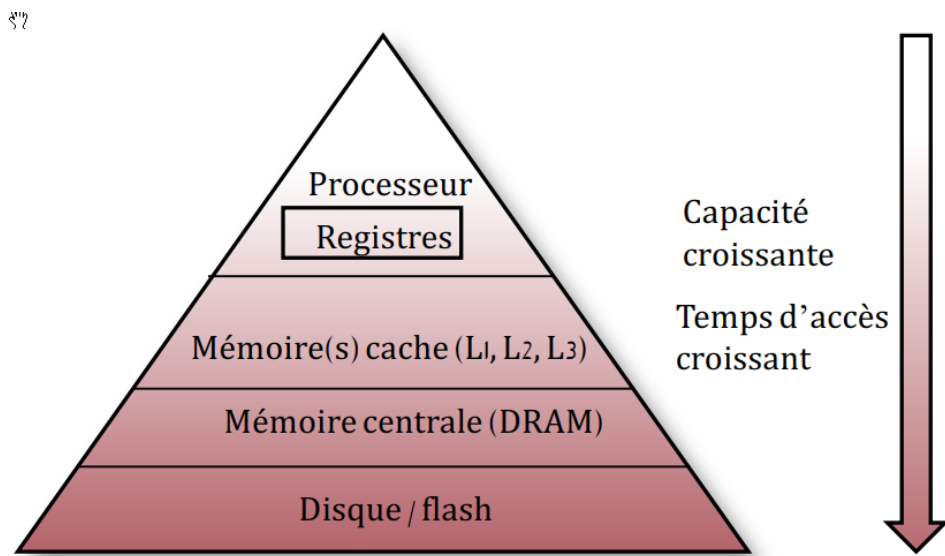 Processeur
Registres
Mémoire(s) cache (L1, L2, L3)
Mémoire centrale (DRAM)
Disque / flash
Capacité
croissante
Temps d’accès
croissant